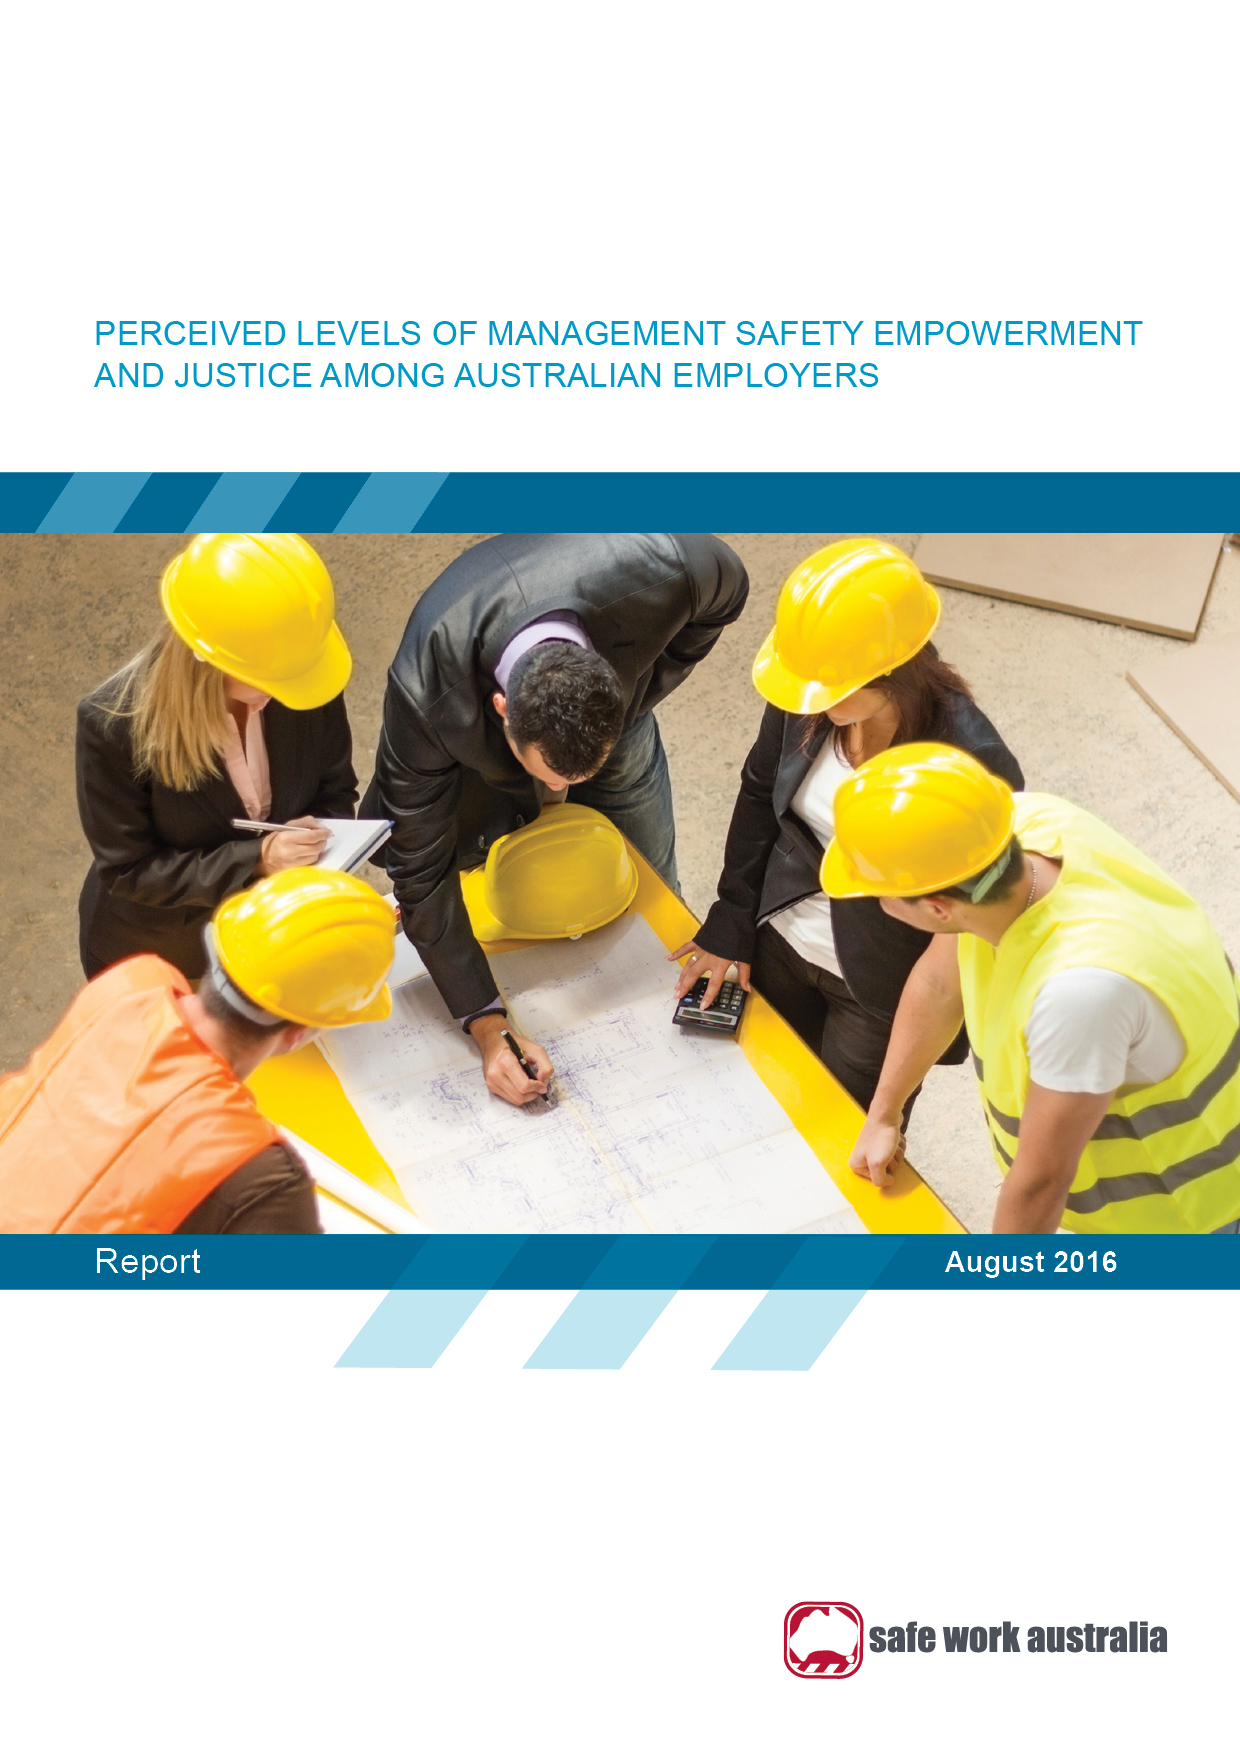 PERCEIVED LEVELS OF MANAGEMENT SAFETY EMPOWERMENT
AND JUSTICE AMONG AUSTRALIAN EMPLOYERS
Report
August 2016
safe work australia